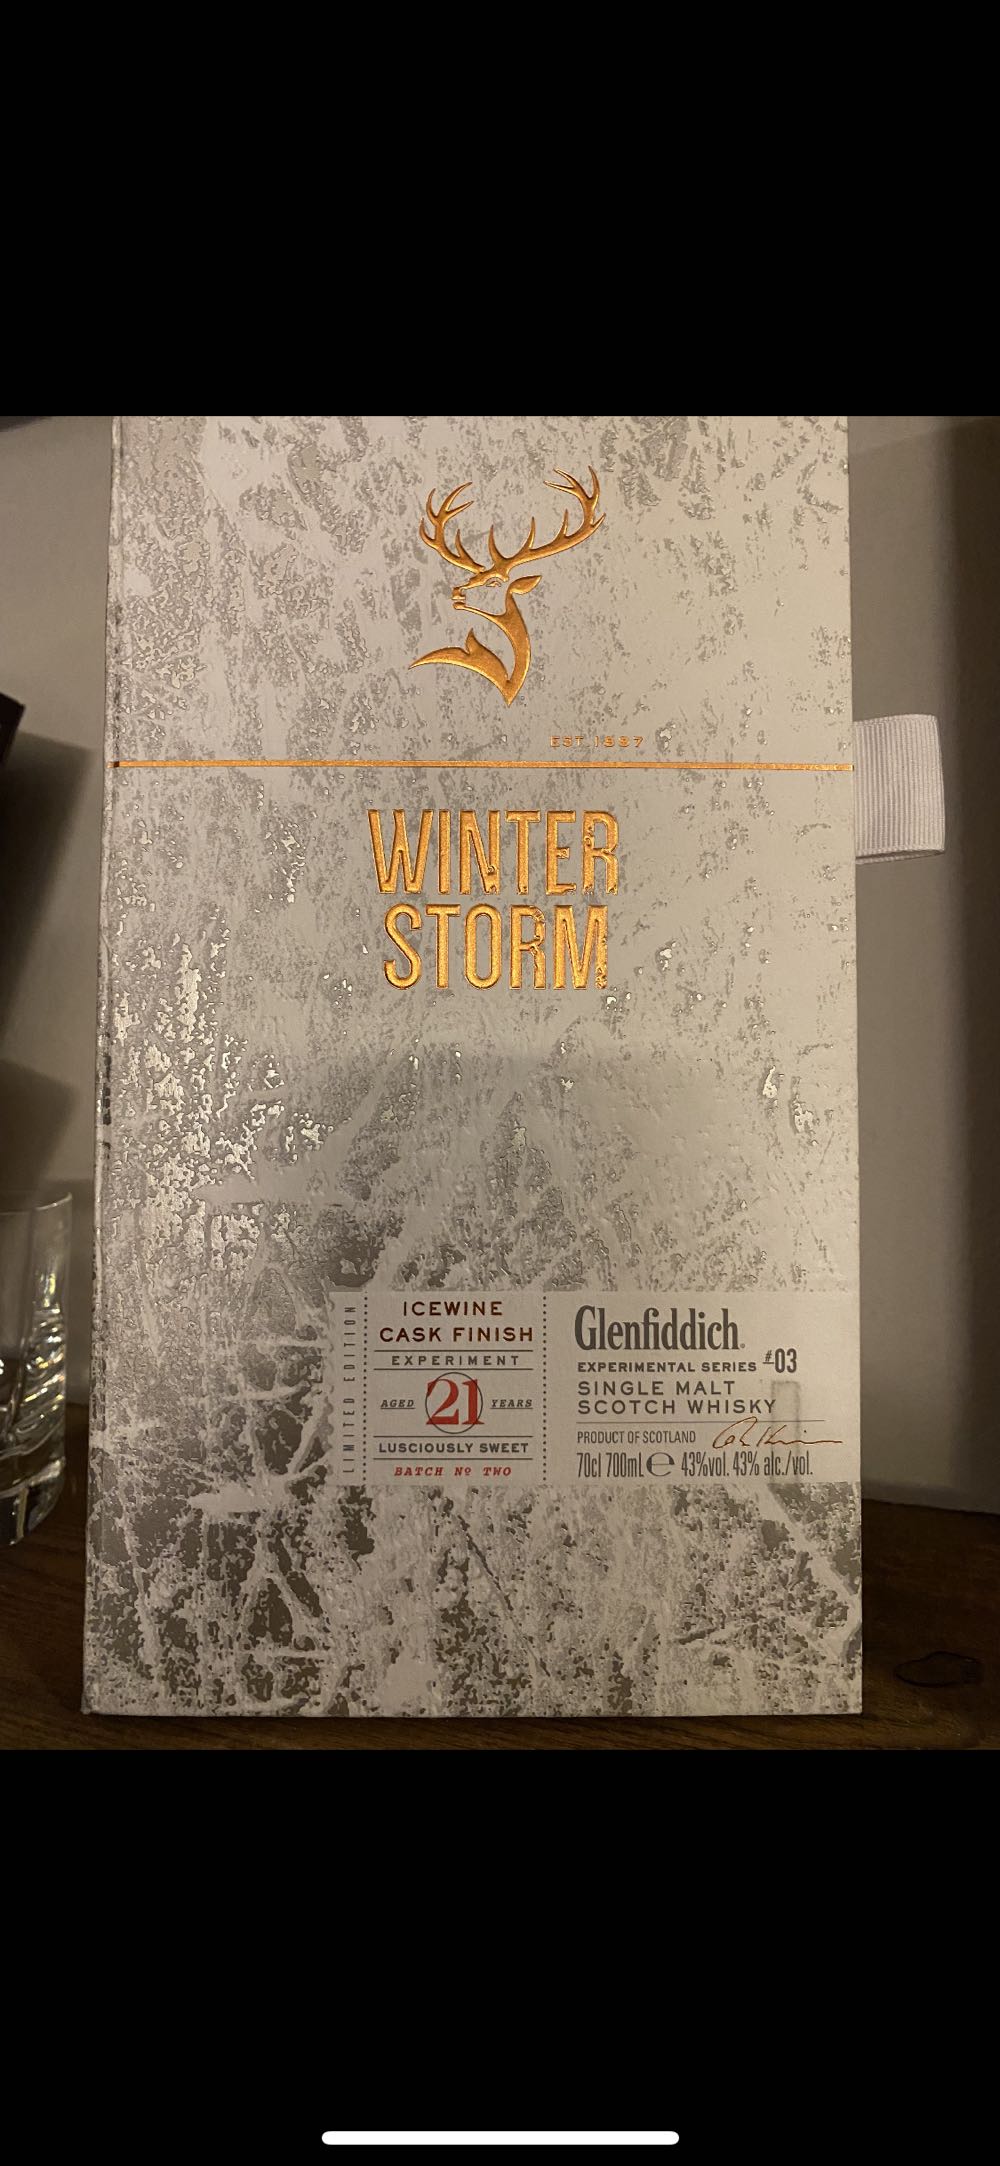 EST. 1887
WINTER
STORM
LIMITED EDITION
ICEWINE
CASK FINISH
EXPERIMENT
AGED 21 YEARS
LUSCIOUSLY SWEET
BATCH Nº TWO
Glenfiddich
EXPERIMENTAL SERIES #03
SINGLE MALT
SCOTCH WHISKY
PRODUCT OF SCOTLAND
70cl 700mL ℮ 43%vol. 43% alc./vol.